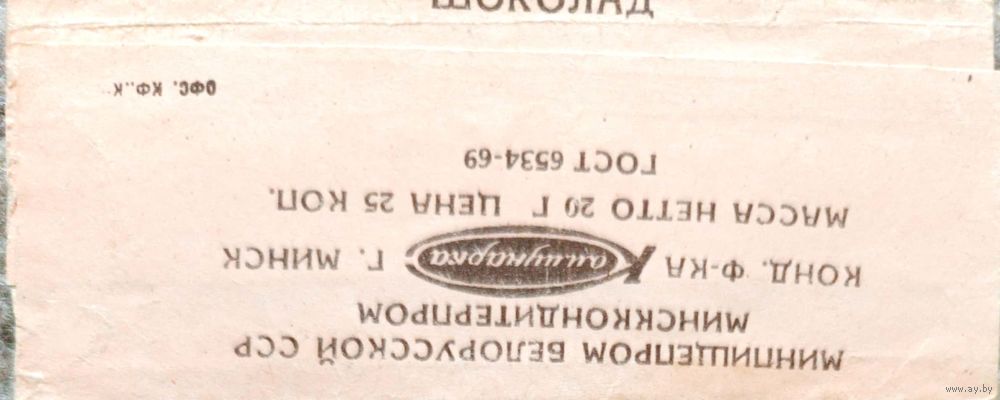 МИНПИЩЕПРОМ БЕЛОРУССКОЙ ССР
МИНСККОНДИТЕРПРОМ
КОНД. Ф-КА Камунарка Г. МИНСК
МАССА НЕТТО 20 Г ЦЕНА 25 КОП.
ГОСТ 6534-69
ОФС. КФ..К
ШОКОЛАД
www.ay.by